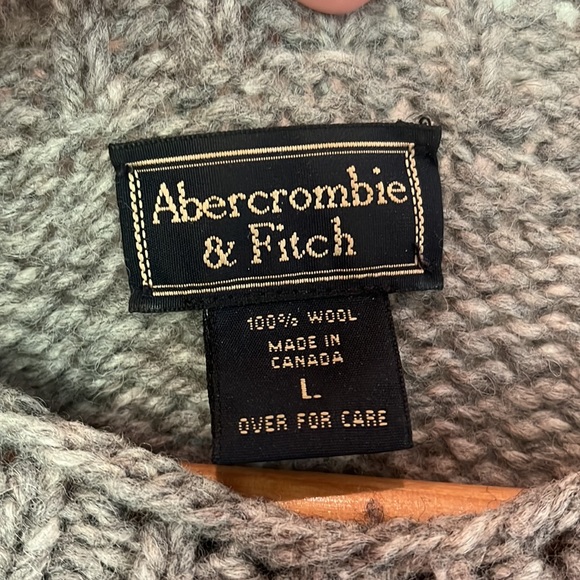 Abercrombie
& Fitch
100% WOOL
MADE IN
CANADA
L.
OVER FOR CARE